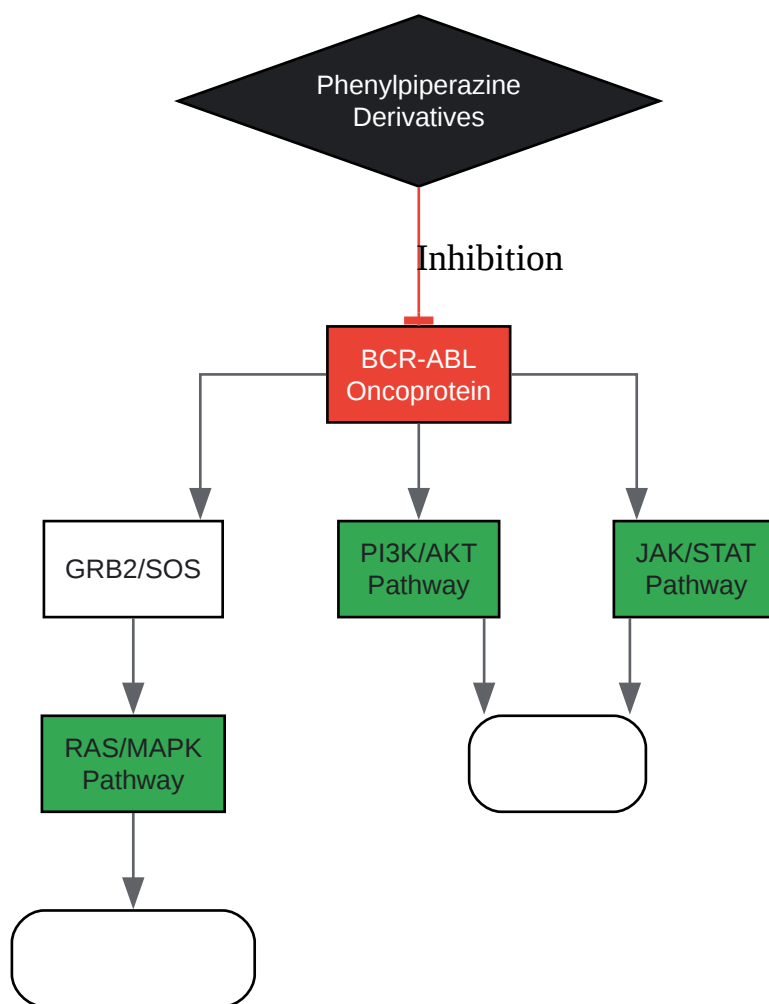 Phenylpiperazine
Derivatives
Inhibition
BCR-ABL
Oncoprotein
GRB2/SOS
PI3K/AKT
Pathway
JAK/STAT
Pathway
RAS/MAPK
Pathway